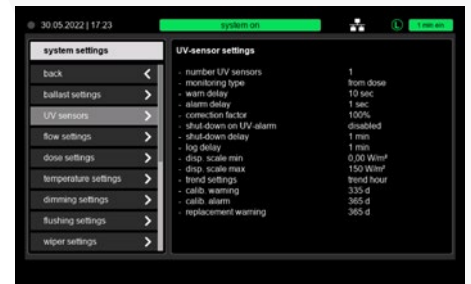 30.05.2022 | 17:23
system on
L
1 min ein
system settings
back
ballast settings
UV sensors
flow settings
dose settings
temperature settings
dimming settings
flushing settings
wiper settings
UV-sensor settings
- number UV sensors 1
- monitoring type from dose
- warn delay 10 sec
- alarm delay 1 sec
- correction factor 100%
- shut-down on UV-alarm disabled
- shut-down delay 1 min
- log delay 1 min
- disp. scale min 0,00 W/m²
- disp. scale max 150 W/m²
- trend settings trend hour
- calib. warning 335 d
- calib. alarm 365 d
- replacement warning 365 d